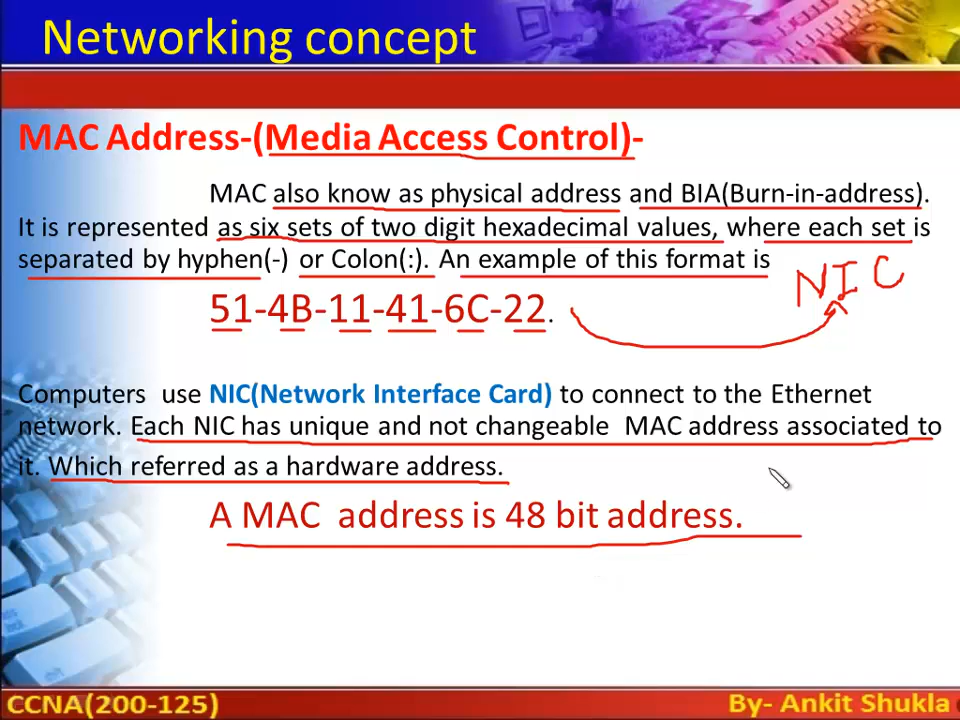 Networking concept
MAC Address-(Media Access Control)-
MAC also know as physical address and BIA(Burn-in-address).
It is represented as six sets of two digit hexadecimal values, where each set is
separated by hyphen(-) or Colon(:). An example of this format is
NIC
51-4B-11-41-6C-22.
Computers use NIC(Network Interface Card) to connect to the Ethernet
network. Each NIC has unique and not changeable MAC address associated to
it. Which referred as a hardware address.
A MAC address is 48 bit address.
CCNA(200-125)
By- Ankit Shukla